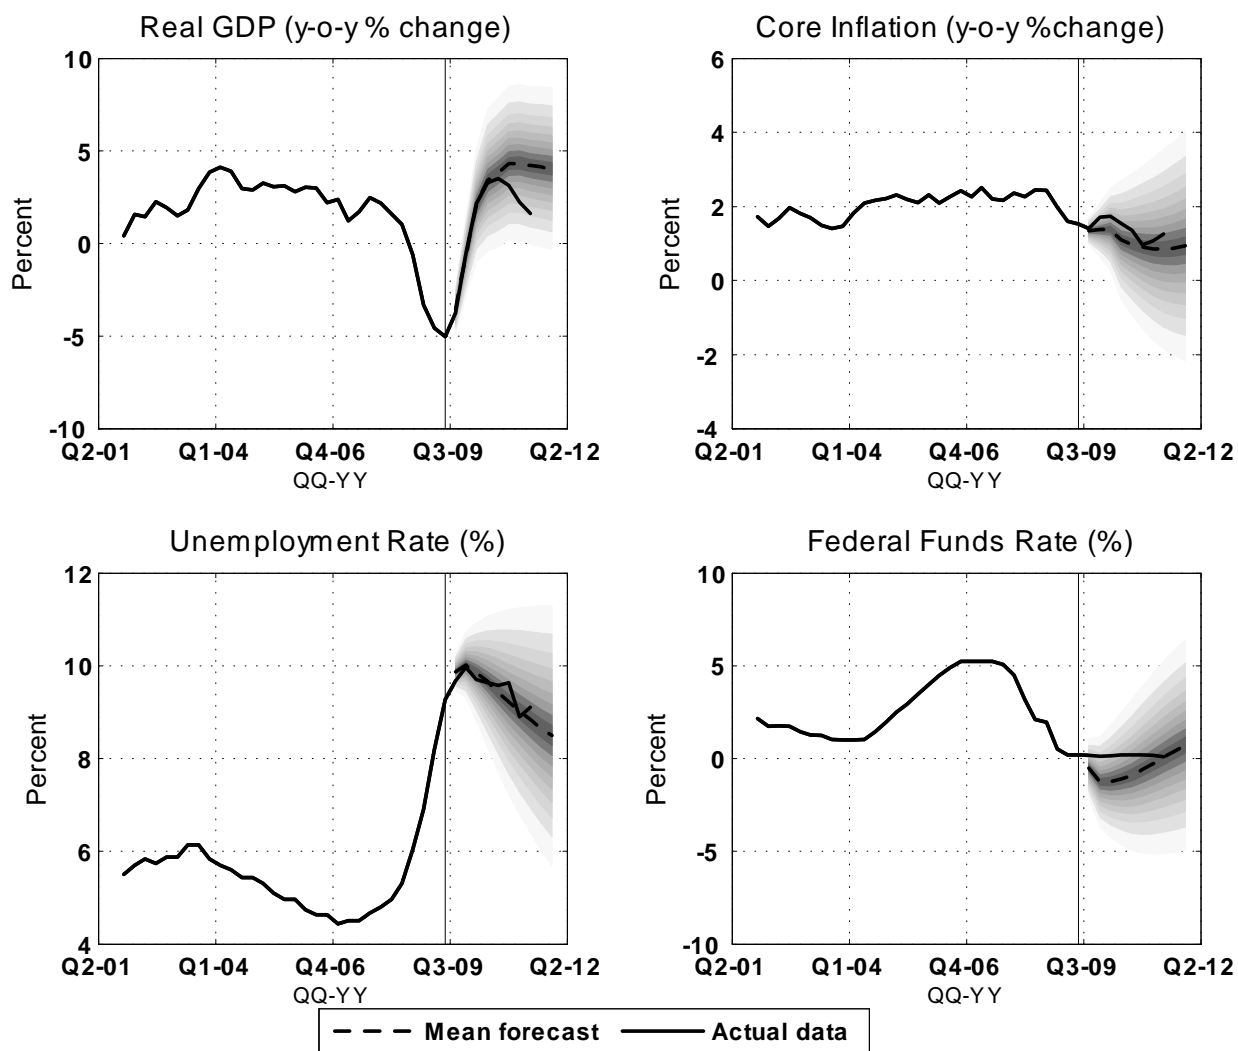 Real GDP (y-o-y % change)
10
5
0
-5
-10
Percent
Q2-01 Q1-04 Q4-06 Q3-09 Q2-12
QQ-YY
Core Inflation (y-o-y %change)
6
4
2
0
-2
-4
Percent
Q2-01 Q1-04 Q4-06 Q3-09 Q2-12
QQ-YY
Unemployment Rate (%)
12
10
8
6
4
Percent
Q2-01 Q1-04 Q4-06 Q3-09 Q2-12
QQ-YY
Federal Funds Rate (%)
10
5
0
-5
-10
Percent
Q2-01 Q1-04 Q4-06 Q3-09 Q2-12
QQ-YY
Mean forecast Actual data